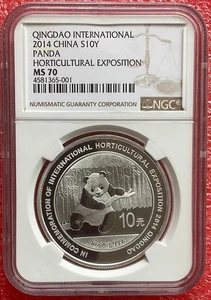 QINGDAO INTERNATIONAL
2014 CHINA S10Y
PANDA
HORTICULTURAL EXPOSITION
MS 70
4581365-001
NUMISMATIC GUARANTY CORPORATION
NGC
IN COMMEMORATION OF INTERNATIONAL HORTICULTURAL EXPOSITION 2014 QINGDAO
10元